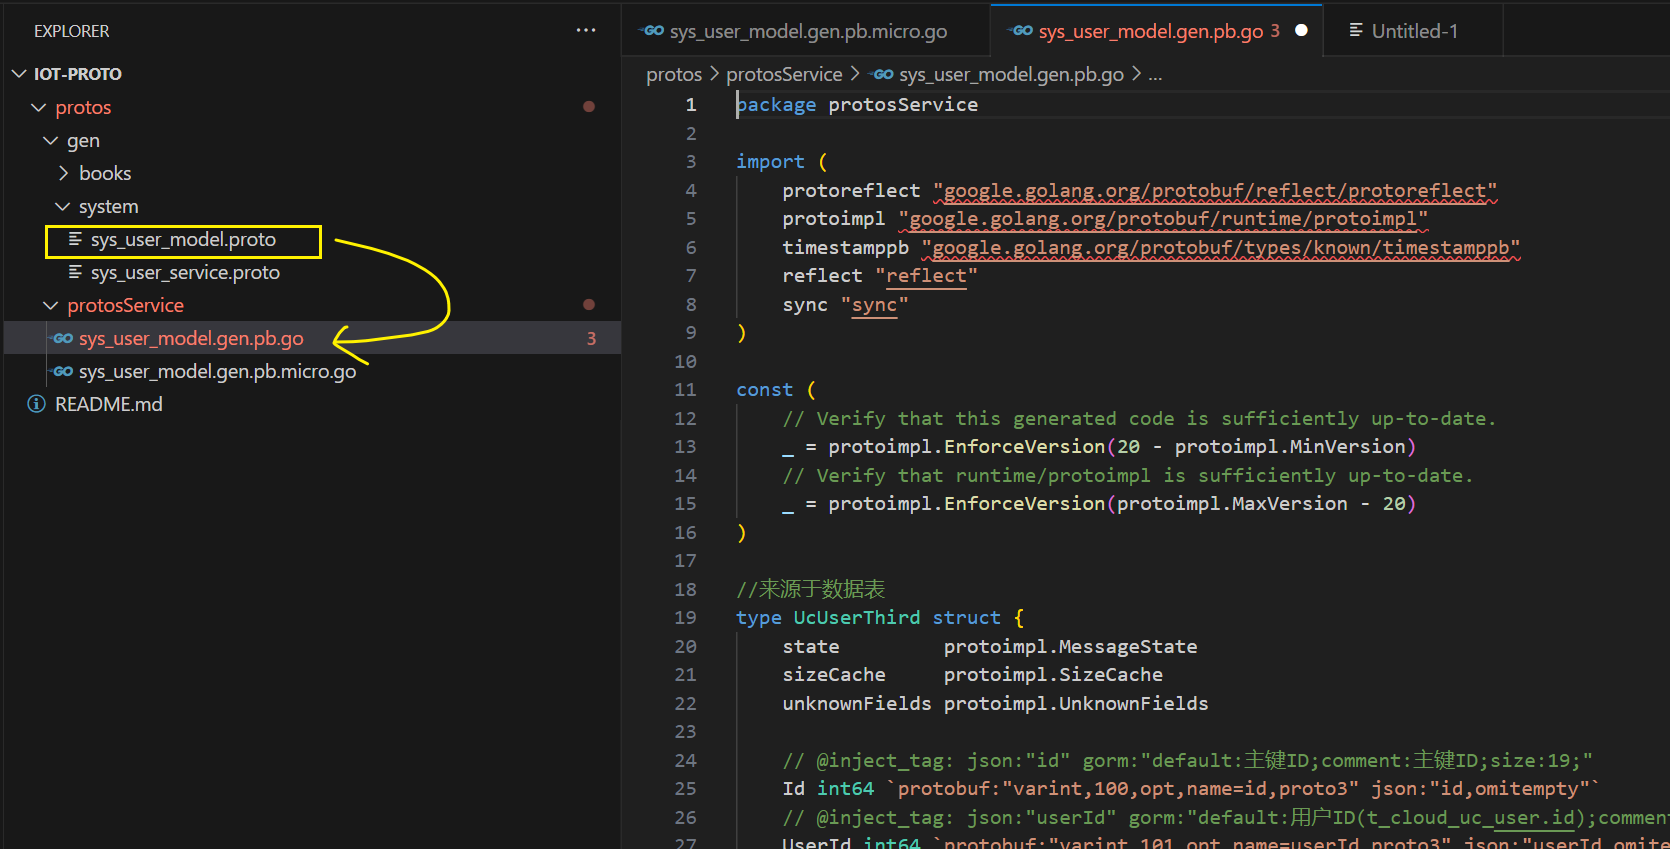 EXPLORER
IOT-PROTO
protos
gen
books
system
sys_user_model.proto
sys_user_service.proto
protosService
GO sys_user_model.gen.pb.go 3
GO sys_user_model.gen.pb.micro.go
README.md
GO sys_user_model.gen.pb.micro.go
GO sys_user_model.gen.pb.go 3
Untitled-1
protos > protosService > GO sys_user_model.gen.pb.go > ...
1 package protosService
2
3 import (
4 protoreflect "google.golang.org/protobuf/reflect/protoreflect"
5 protoimpl "google.golang.org/protobuf/runtime/protoimpl"
6 timestamppb "google.golang.org/protobuf/types/known/timestamppb"
7 reflect "reflect"
8 sync "sync"
9 )
10
11 const (
12 // Verify that this generated code is sufficiently up-to-date.
13 _ = protoimpl.EnforceVersion(20 - protoimpl.MinVersion)
14 // Verify that runtime/protoimpl is sufficiently up-to-date.
15 _ = protoimpl.EnforceVersion(protoimpl.MaxVersion - 20)
16 )
17
18 //来源于数据表
19 type UcUserThird struct {
20 state protoimpl.MessageState
21 sizeCache protoimpl.SizeCache
22 unknownFields protoimpl.UnknownFields
23
24 // @inject_tag: json:"id" gorm:"default:主键ID;comment:主键ID;size:19;"
25 Id int64 `protobuf:"varint,100,opt,name=id,proto3" json:"id,omitempty"`
26 // @inject_tag: json:"userId" gorm:"default:用户ID(t_cloud_uc_user.id);comment
27 UserId int64 `protobuf:"varint,101,opt,name=userId,proto3" json:"userId,omite